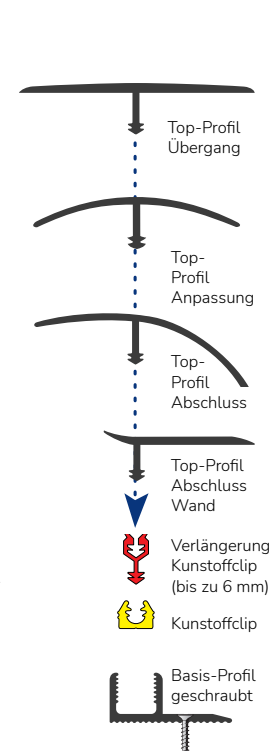 Top-Profil
Übergang
Top-
Profil
Anpassung
Top-
Profil
Abschluss
Top-Profil
Abschluss
Wand
Verlängerung
Kunstoffclip
(bis zu 6 mm)
Kunstoffclip
Basis-Profil
geschraubt